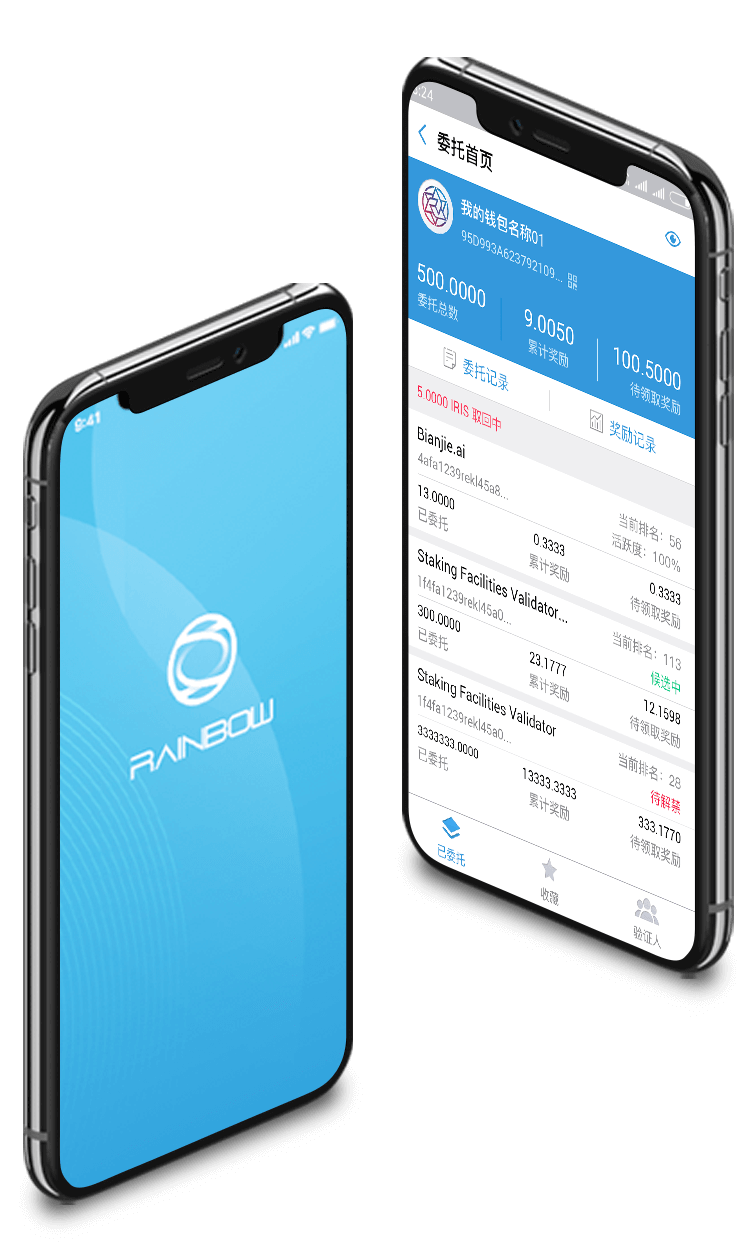 9:41
RAINBOW
:24
委托首页
我的钱包名称01
95D993A623792109...
500.0000
委托总数
9.0050
累计奖励
100.5000
待领取奖励
委托记录
奖励记录
5.0000 IRIS 取回中
Bianjie.ai
4afa1239rekl45a8...
当前排名：56
活跃度：100%
13.0000
已委托
0.3333
累计奖励
0.3333
待领取奖励
Staking Facilities Validator...
1f4fa1239rekl45a0...
当前排名：113
候选中
300.0000
已委托
23.1777
累计奖励
12.1598
待领取奖励
Staking Facilities Validator
1f4fa1239rekl45a0...
当前排名：28
待解禁
3333333.0000
已委托
13333.3333
累计奖励
333.1770
待领取奖励
已委托
收藏
验证人